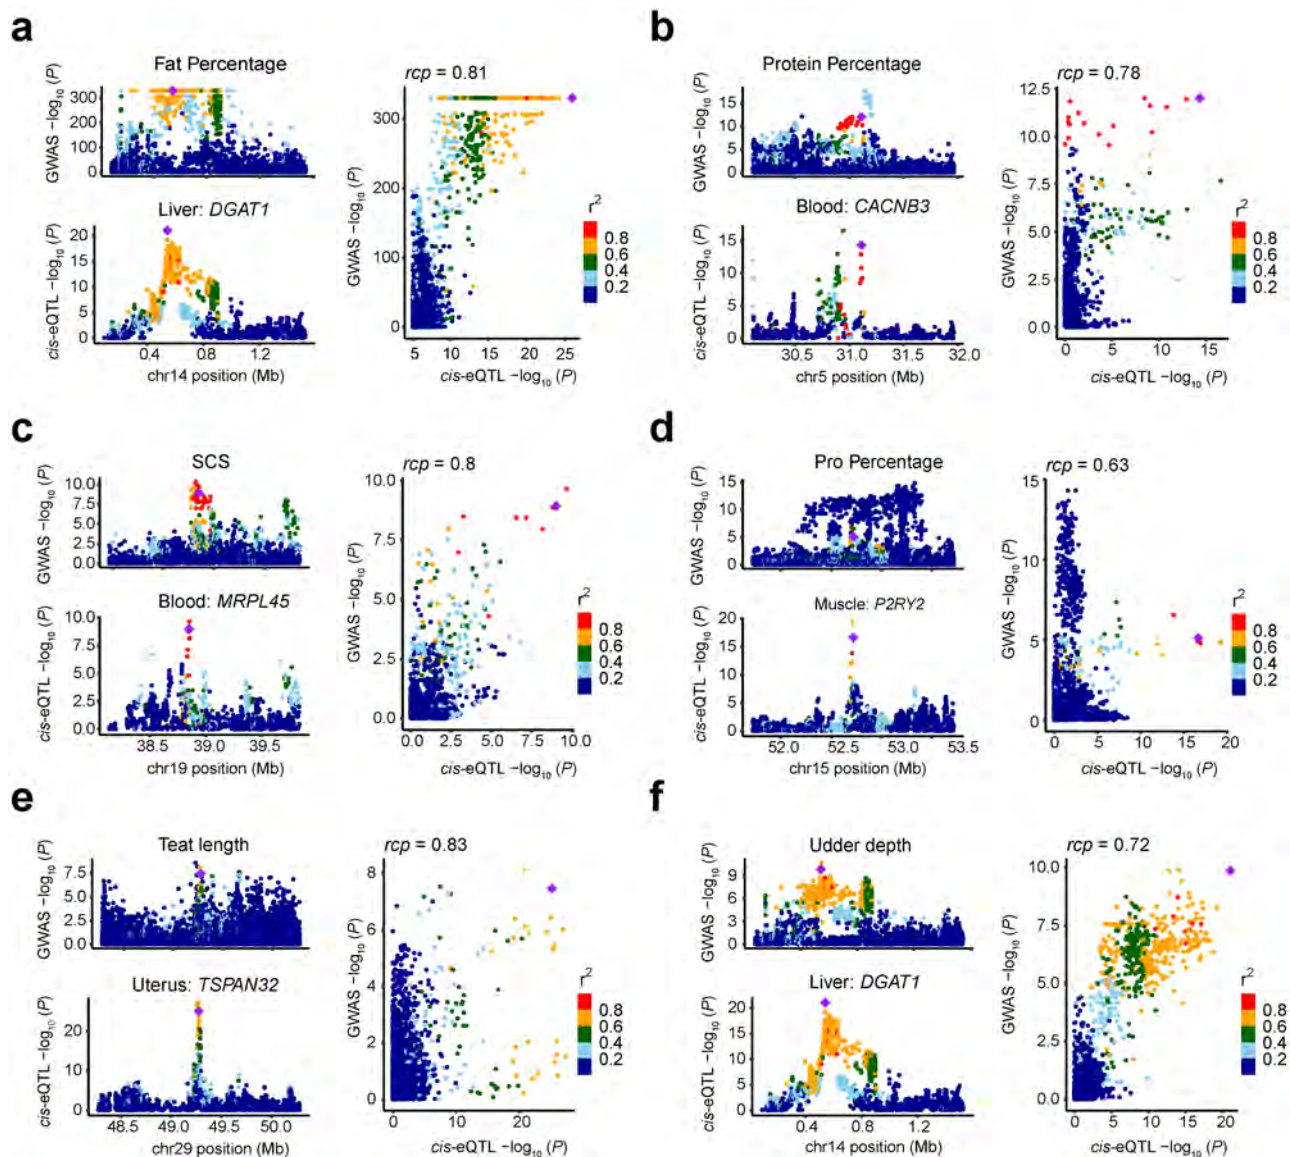 a
Fat Percentage
GWAS −log10 (P)
300
200
100
0
Liver: DGAT1
cis-eQTL −log10 (P)
20
15
10
5
0
0.4 0.8 1.2
chr14 position (Mb)
rcp = 0.81
GWAS −log10 (P)
300
200
100
0
5 10 15 20 25
cis-eQTL −log10 (P)
r2
0.8
0.6
0.4
0.2
b
Protein Percentage
GWAS −log10 (P)
15
10
5
0
Blood: CACNB3
cis-eQTL −log10 (P)
15
10
5
0
30.5 31.0 31.5 32.0
chr5 position (Mb)
rcp = 0.78
GWAS −log10 (P)
12.5
10.0
7.5
5.0
2.5
0.0
0 5 10 15
cis-eQTL −log10 (P)
r2
0.8
0.6
0.4
0.2
c
SCS
GWAS −log10 (P)
10.0
7.5
5.0
2.5
0.0
Blood: MRPL45
cis-eQTL −log10 (P)
10.0
7.5
5.0
2.5
0.0
38.5 39.0 39.5
chr19 position (Mb)
rcp = 0.8
GWAS −log10 (P)
10.0
7.5
5.0
2.5
0.0
0.0 2.5 5.0 7.5 10.0
cis-eQTL −log10 (P)
r2
0.8
0.6
0.4
0.2
d
Pro Percentage
GWAS −log10 (P)
15
10
5
0
Muscle: P2RY2
cis-eQTL −log10 (P)
20
15
10
5
0
52.0 52.5 53.0 53.5
chr15 position (Mb)
rcp = 0.63
GWAS −log10 (P)
15
10
5
0
0 5 10 15 20
cis-eQTL −log10 (P)
r2
0.8
0.6
0.4
0.2
e
Teat length
GWAS −log10 (P)
7.5
5.0
2.5
0.0
Uterus: TSPAN32
cis-eQTL −log10 (P)
20
10
0
48.5 49.0 49.5 50.0
chr29 position (Mb)
rcp = 0.83
GWAS −log10 (P)
8
6
4
2
0
0 10 20
cis-eQTL −log10 (P)
r2
0.8
0.6
0.4
0.2
f
Udder depth
GWAS −log10 (P)
9
6
3
0
Liver: DGAT1
cis-eQTL −log10 (P)
20
15
10
5
0
0.4 0.8 1.2
chr14 position (Mb)
rcp = 0.72
GWAS −log10 (P)
10.0
7.5
5.0
2.5
0.0
0 5 10 15 20
cis-eQTL −log10 (P)
r2
0.8
0.6
0.4
0.2